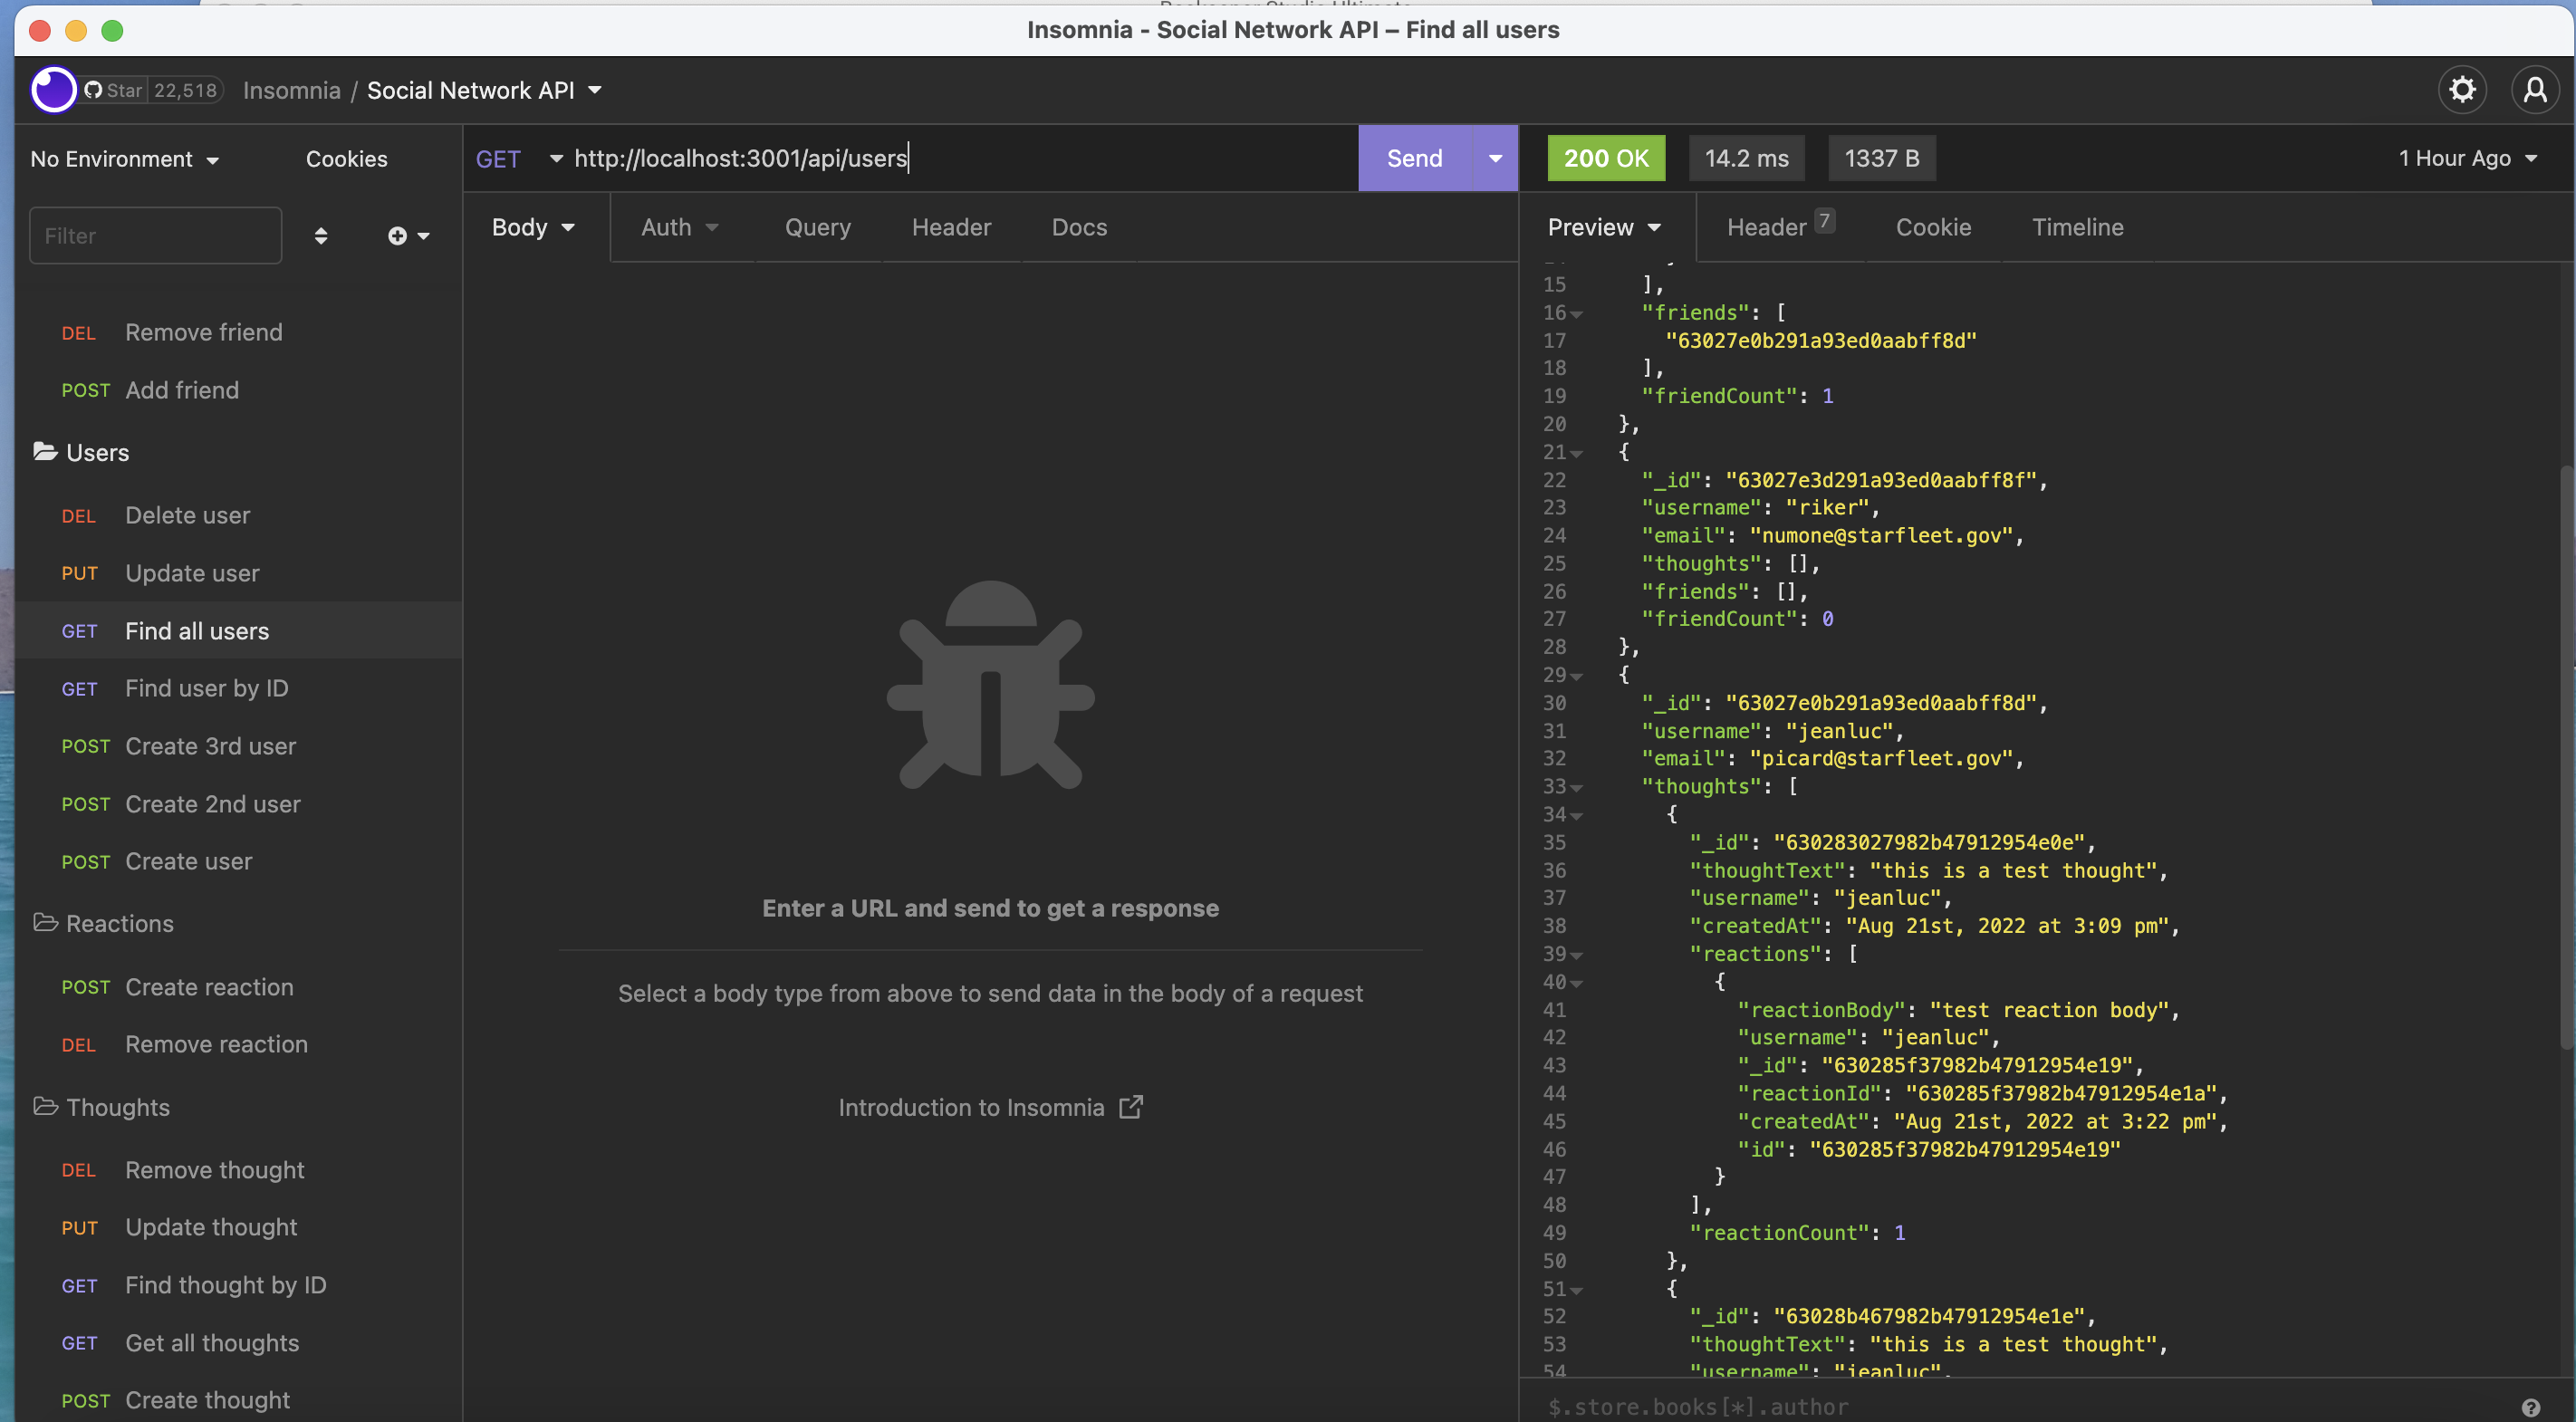 Beekeeper Studio Ultimate
Insomnia - Social Network API – Find all users
Star 22,518 Insomnia / Social Network API
No Environment Cookies
Filter
DEL Remove friend
POST Add friend
Users
DEL Delete user
PUT Update user
GET Find all users
GET Find user by ID
POST Create 3rd user
POST Create 2nd user
POST Create user
Reactions
POST Create reaction
DEL Remove reaction
Thoughts
DEL Remove thought
PUT Update thought
GET Find thought by ID
GET Get all thoughts
POST Create thought
GET http://localhost:3001/api/users Send
Body Auth Query Header Docs
Enter a URL and send to get a response
Select a body type from above to send data in the body of a request
Introduction to Insomnia
200 OK 14.2 ms 1337 B 1 Hour Ago
Preview Header 7 Cookie Timeline
15 ],
16 "friends": [
17 "63027e0b291a93ed0aabff8d"
18 ],
19 "friendCount": 1
20 },
21 {
22 "_id": "63027e3d291a93ed0aabff8f",
23 "username": "riker",
24 "email": "numone@starfleet.gov",
25 "thoughts": [],
26 "friends": [],
27 "friendCount": 0
28 },
29 {
30 "_id": "63027e0b291a93ed0aabff8d",
31 "username": "jeanluc",
32 "email": "picard@starfleet.gov",
33 "thoughts": [
34 {
35 "_id": "630283027982b47912954e0e",
36 "thoughtText": "this is a test thought",
37 "username": "jeanluc",
38 "createdAt": "Aug 21st, 2022 at 3:09 pm",
39 "reactions": [
40 {
41 "reactionBody": "test reaction body",
42 "username": "jeanluc",
43 "_id": "630285f37982b47912954e19",
44 "reactionId": "630285f37982b47912954e1a",
45 "createdAt": "Aug 21st, 2022 at 3:22 pm",
46 "id": "630285f37982b47912954e19"
47 }
48 ],
49 "reactionCount": 1
50 },
51 {
52 "_id": "63028b467982b47912954e1e",
53 "thoughtText": "this is a test thought",
54 "username": "jeanluc",
$.store.books[*].author